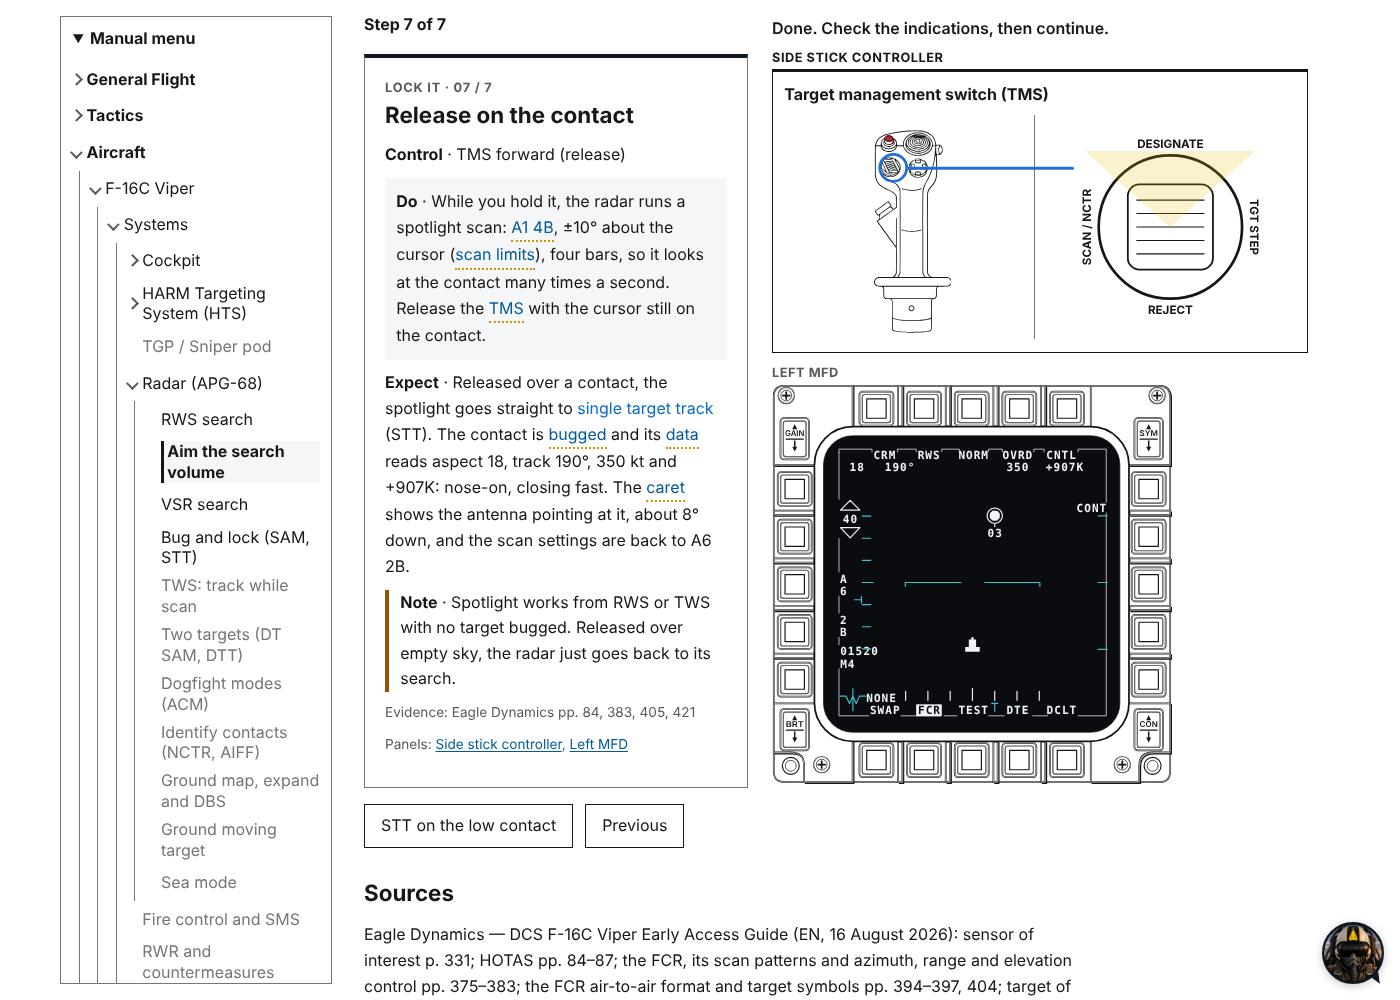 Manual menu
General Flight
Tactics
Aircraft
F-16C Viper
Systems
Cockpit
HARM Targeting
System (HTS)
TGP / Sniper pod
Radar (APG-68)
RWS search
Aim the search
volume
VSR search
Bug and lock (SAM,
STT)
TWS: track while
scan
Two targets (DT
SAM, DTT)
Dogfight modes
(ACM)
Identify contacts
(NCTR, AIFF)
Ground map, expand
and DBS
Ground moving
target
Sea mode
Fire control and SMS
RWR and
countermeasures
Step 7 of 7
LOCK IT · 07 / 7
Release on the contact
Control · TMS forward (release)
Do · While you hold it, the radar runs a
spotlight scan: A1 4B, ±10° about the
cursor (scan limits), four bars, so it looks
at the contact many times a second.
Release the TMS with the cursor still on
the contact.
Expect · Released over a contact, the
spotlight goes straight to single target track
(STT). The contact is bugged and its data
reads aspect 18, track 190°, 350 kt and
+907K: nose-on, closing fast. The caret
shows the antenna pointing at it, about 8°
down, and the scan settings are back to A6
2B.
Note · Spotlight works from RWS or TWS
with no target bugged. Released over
empty sky, the radar just goes back to its
search.
Evidence: Eagle Dynamics pp. 84, 383, 405, 421
Panels: Side stick controller, Left MFD
STT on the low contact
Previous
Done. Check the indications, then continue.
SIDE STICK CONTROLLER
Target management switch (TMS)
DESIGNATE
SCAN / NCTR
TGT STEP
REJECT
LEFT MFD
GAIN
SYM
CRM RWS NORM OVRD CNTL
18 190° 350 +907K
CONT
40
03
A
6
2
B
01520
M4
NONE
SWAP FCR TEST T DTE DCLT
BRT
CON
Sources
Eagle Dynamics — DCS F-16C Viper Early Access Guide (EN, 16 August 2026): sensor of
interest p. 331; HOTAS pp. 84–87; the FCR, its scan patterns and azimuth, range and elevation
control pp. 375–383; the FCR air-to-air format and target symbols pp. 394–397, 404; target of